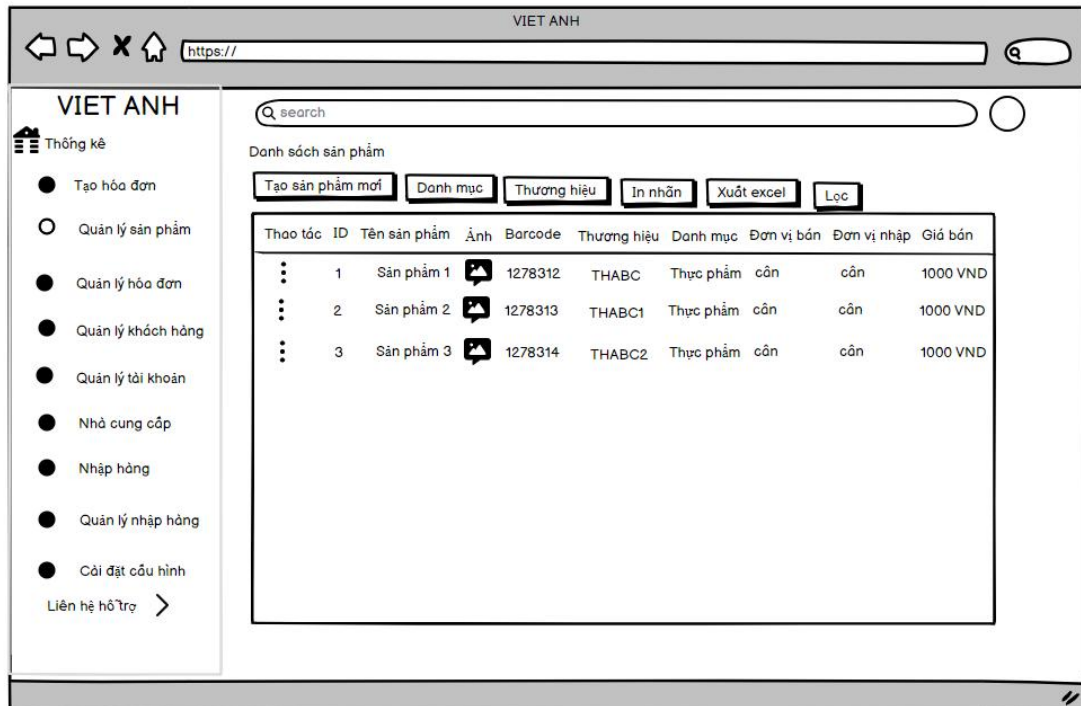 VIET ANH
https://
VIET ANH
Thống kê
Tạo hóa đơn
Quản lý sản phẩm
Quản lý hóa đơn
Quản lý khách hàng
Quản lý tài khoản
Nhà cung cấp
Nhập hàng
Quản lý nhập hàng
Cài đặt cấu hình
Liên hệ hỗ trợ
search
Danh sách sản phẩm
Tạo sản phẩm mới Danh mục Thương hiệu In nhãn Xuất excel Lọc
Thao tác ID Tên sản phẩm Ảnh Barcode Thương hiệu Danh mục Đơn vị bán Đơn vị nhập Giá bán
1 Sản phẩm 1 1278312 THABC Thực phẩm cân cân 1000 VND
2 Sản phẩm 2 1278313 THABC1 Thực phẩm cân cân 1000 VND
3 Sản phẩm 3 1278314 THABC2 Thực phẩm cân cân 1000 VND